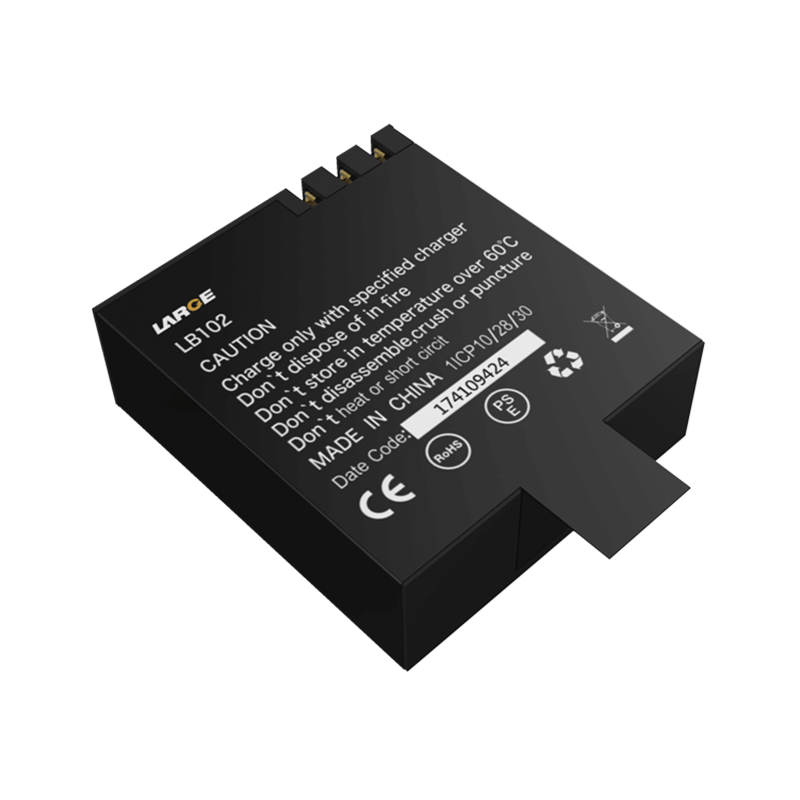 LARGE
LB102
CAUTION
Charge only with specified charger
Don`t dispose of in fire
Don`t store in temperature over 60℃
Don`t disassemble,crush or puncture
Don`t heat or short circit
MADE IN CHINA 1ICP10/28/30
Date Code: 174109424
CE RoHS PSE